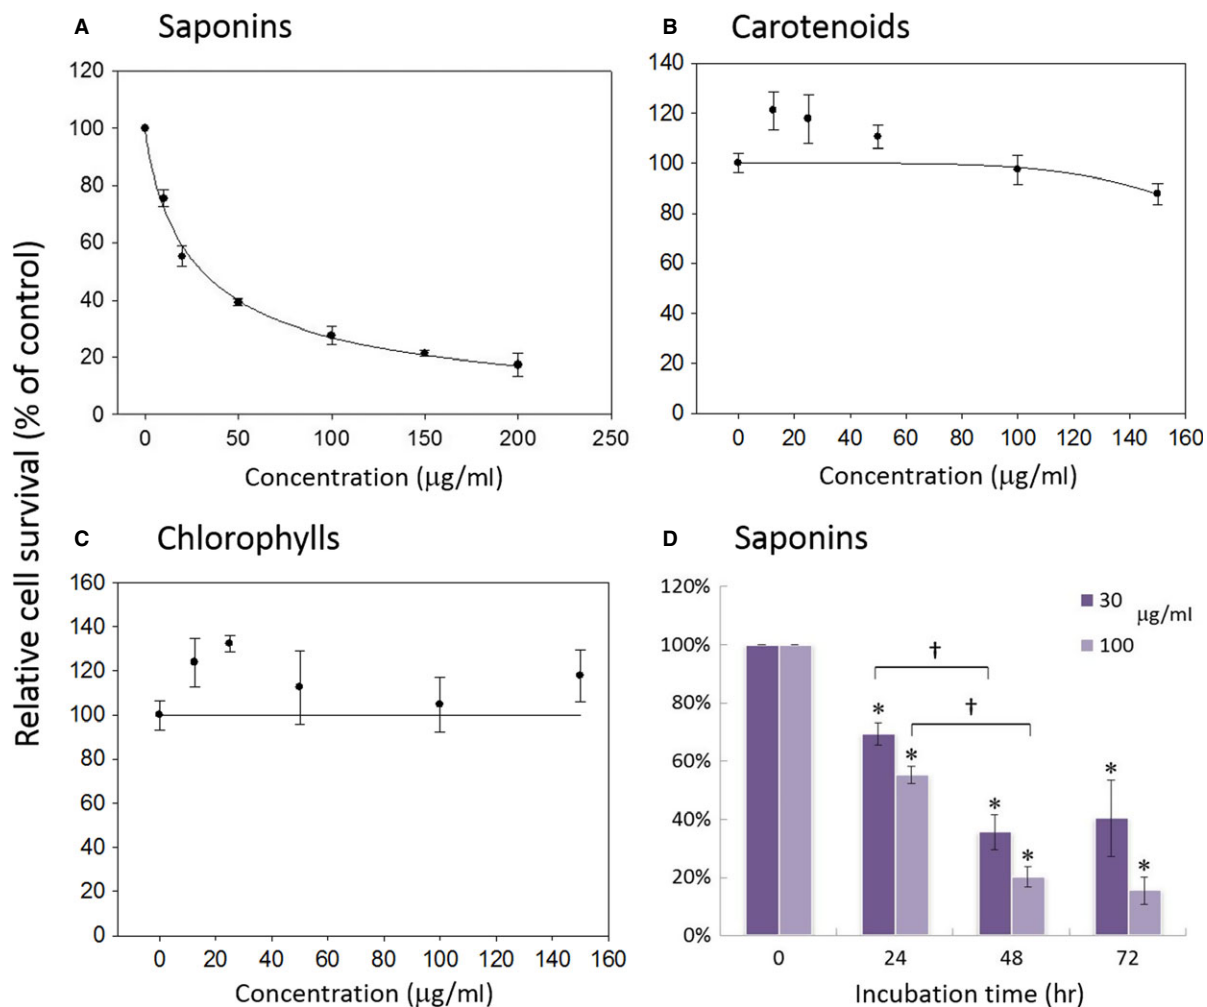 Relative cell survival (% of control)
A Saponins
120
100
80
60
40
20
0
0 50 100 150 200 250
Concentration (µg/ml)
B Carotenoids
140
120
100
80
60
40
20
0
0 20 40 60 80 100 120 140 160
Concentration (µg/ml)
C Chlorophylls
160
140
120
100
80
60
40
20
0
0 20 40 60 80 100 120 140 160
Concentration (µg/ml)
D Saponins
120%
100%
80%
60%
40%
20%
0%
30
µg/ml
100
†
†
* * * * * *
0 24 48 72
Incubation time (hr)